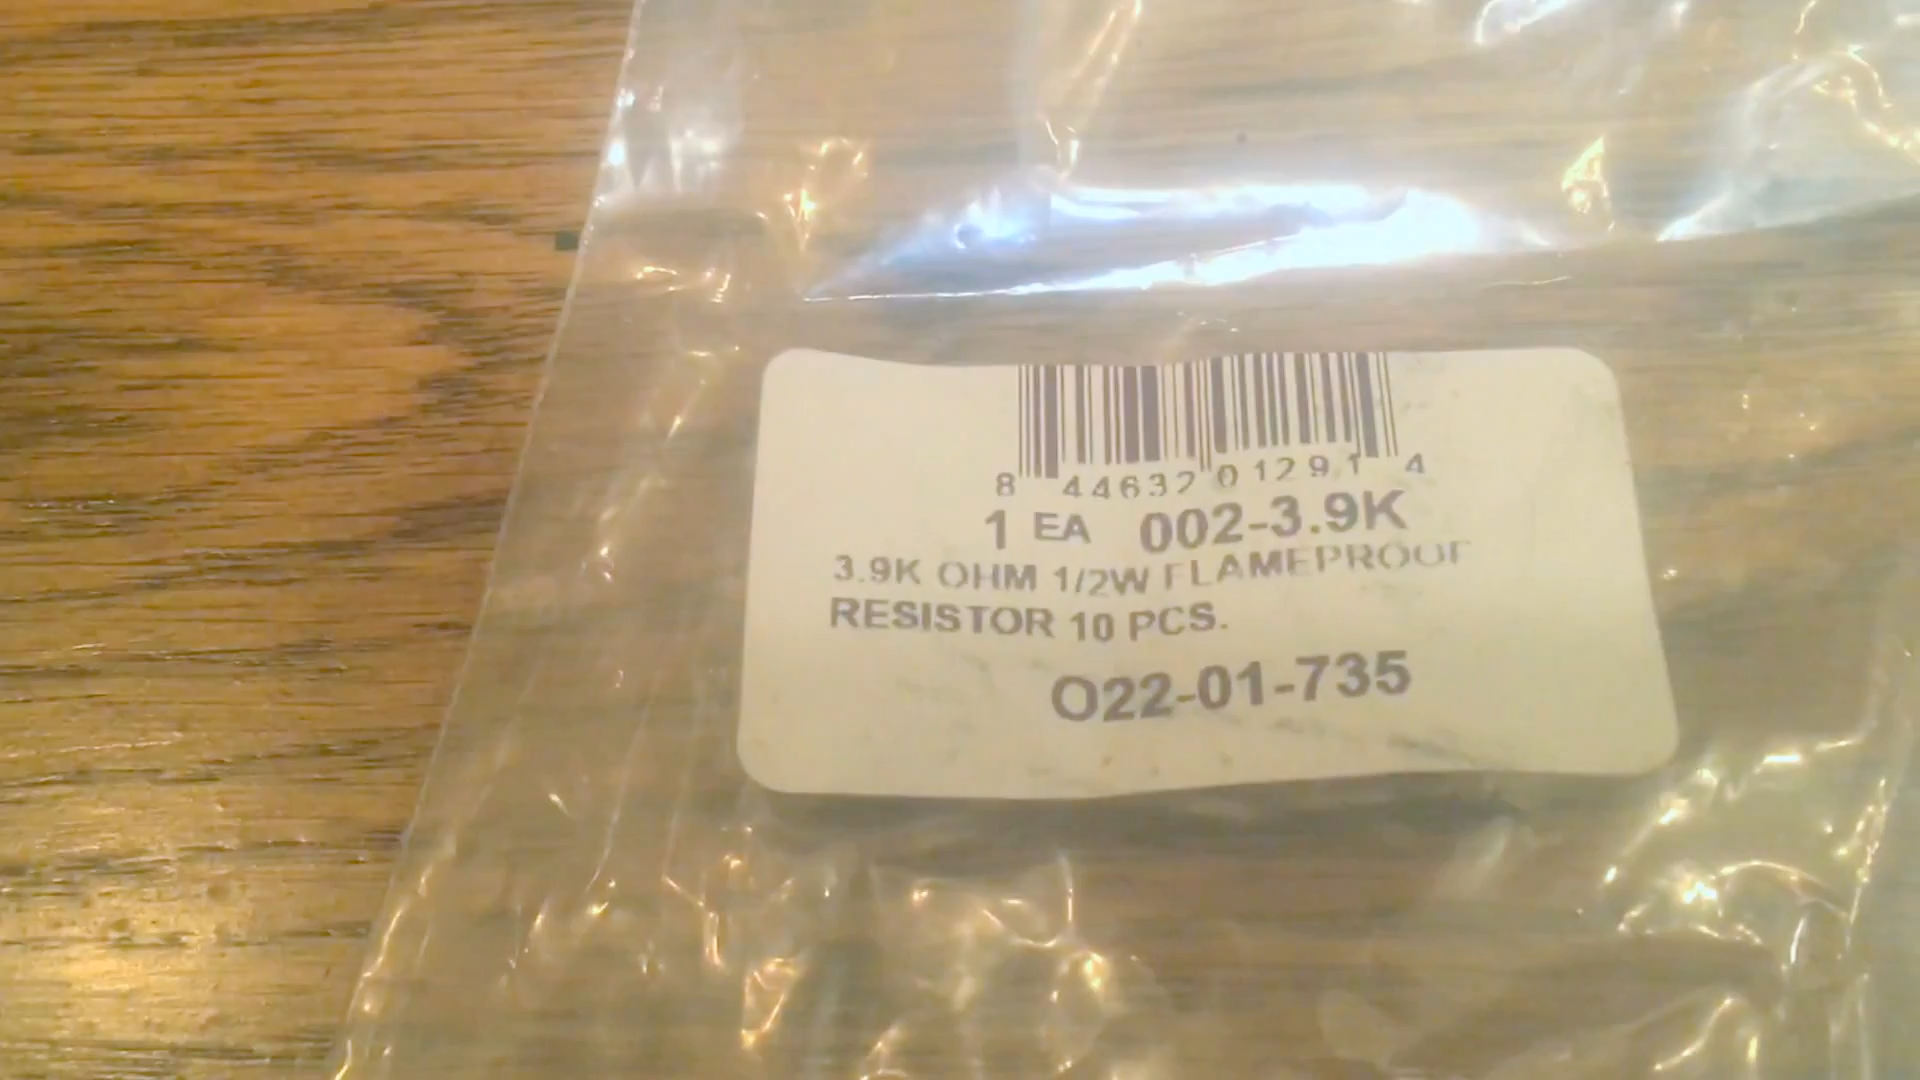 8 44632 01291 4
1 EA 002-3.9K
3.9K OHM 1/2W FLAMEPROOF
RESISTOR 10 PCS.
O22-01-735